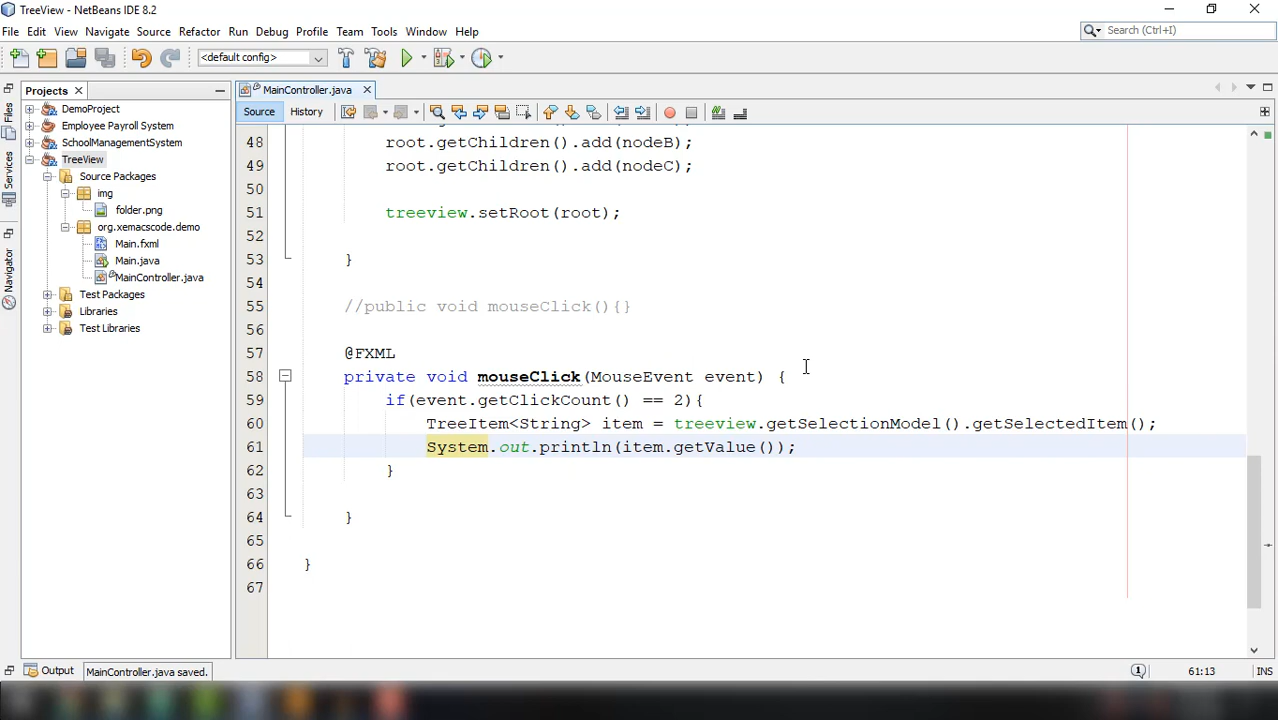 TreeView - NetBeans IDE 8.2
File Edit View Navigate Source Refactor Run Debug Profile Team Tools Window Help
Search (Ctrl+I)
<default config>
Projects
MainController.java
Source History
Files
Services
Navigator
DemoProject
Employee Payroll System
SchoolManagementSystem
TreeView
Source Packages
img
folder.png
org.xemacscode.demo
Main.fxml
Main.java
MainController.java
Test Packages
Libraries
Test Libraries
48 root.getChildren().add(nodeB);
49 root.getChildren().add(nodeC);
50
51 treeview.setRoot(root);
52
53 }
54
55 //public void mouseClick(){}
56
57 @FXML
58 private void mouseClick(MouseEvent event) {
59 if(event.getClickCount() == 2){
60 TreeItem<String> item = treeview.getSelectionModel().getSelectedItem();
61 System.out.println(item.getValue());
62 }
63
64 }
65
66 }
67
Output
MainController.java saved.
1
61:13
INS